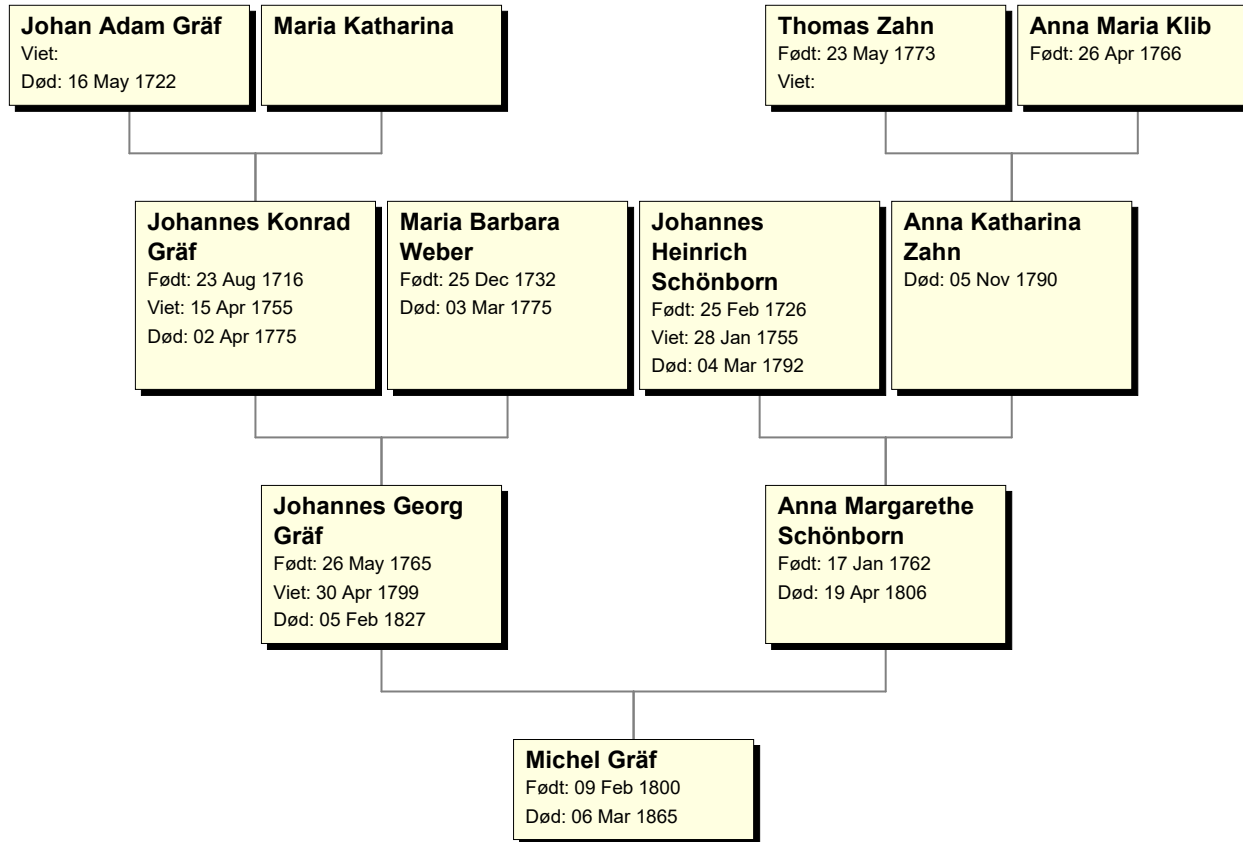 Johan Adam Gräf
Viet:
Død: 16 May 1722
Maria Katharina
Thomas Zahn
Født: 23 May 1773
Viet:
Anna Maria Klib
Født: 26 Apr 1766
Johannes Konrad
Gräf
Født: 23 Aug 1716
Viet: 15 Apr 1755
Død: 02 Apr 1775
Maria Barbara
Weber
Født: 25 Dec 1732
Død: 03 Mar 1775
Johannes
Heinrich
Schönborn
Født: 25 Feb 1726
Viet: 28 Jan 1755
Død: 04 Mar 1792
Anna Katharina
Zahn
Død: 05 Nov 1790
Johannes Georg
Gräf
Født: 26 May 1765
Viet: 30 Apr 1799
Død: 05 Feb 1827
Anna Margarethe
Schönborn
Født: 17 Jan 1762
Død: 19 Apr 1806
Michel Gräf
Født: 09 Feb 1800
Død: 06 Mar 1865